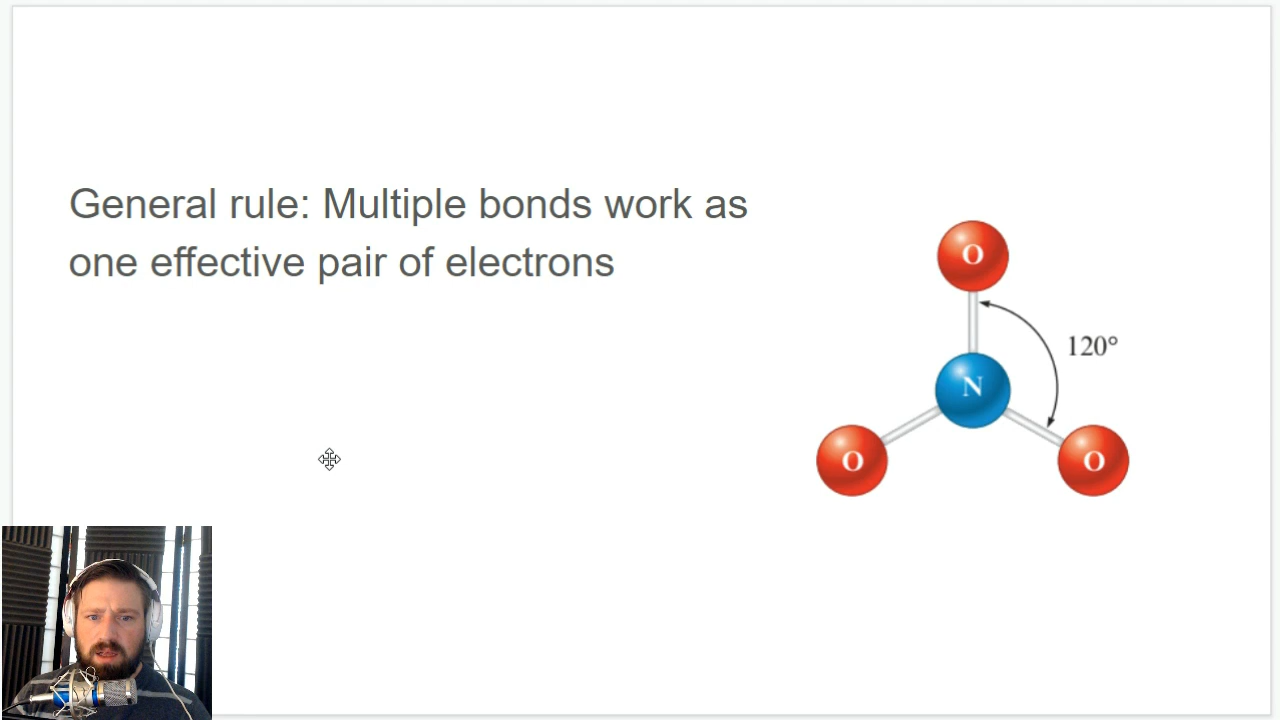 General rule: Multiple bonds work as
one effective pair of electrons
O
120°
N
O
O